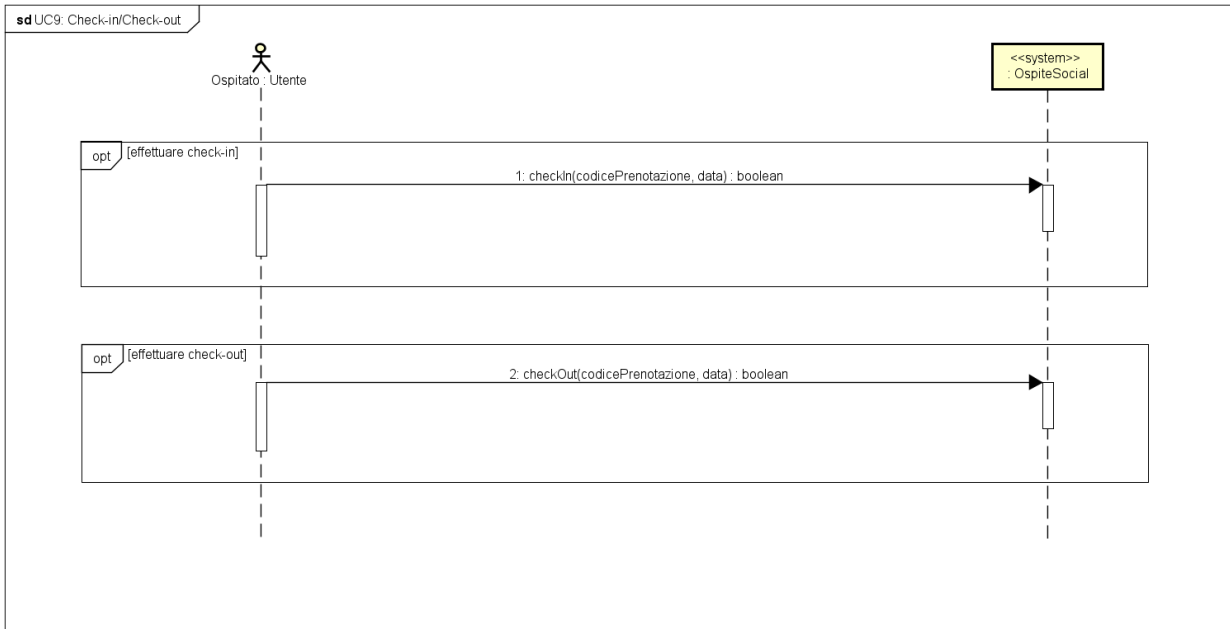 sd UC9: Check-in/Check-out
Ospitato : Utente
<<system>>
: OspiteSocial
opt
[effettuare check-in]
1: checkIn(codicePrenotazione, data) : boolean
opt
[effettuare check-out]
2: checkOut(codicePrenotazione, data) : boolean